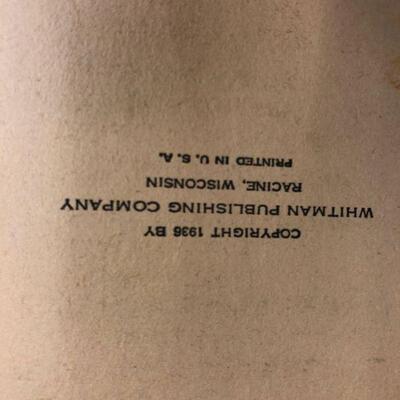 COPYRIGHT 1936 BY
WHITMAN PUBLISHING COMPANY
RACINE, WISCONSIN
PRINTED IN U. S. A.